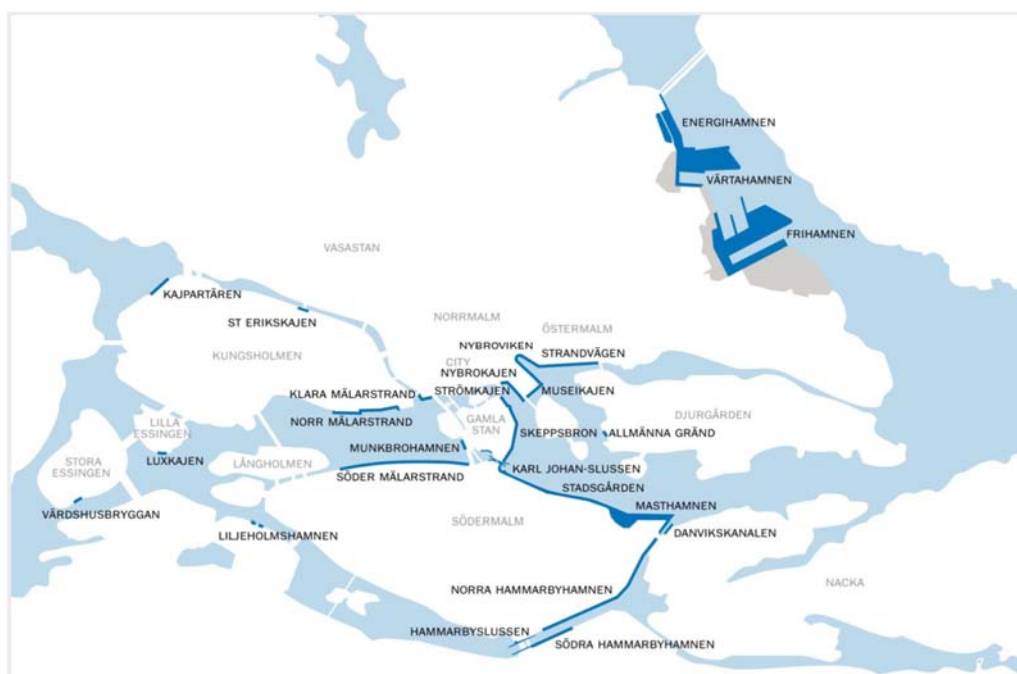 ENERGIHAMNEN
VÄRTAHAMNEN
FRIHAMNEN
VASASTAN
KAJPARTÄREN
ST ERIKSKAJEN
NORRMALM
ÖSTERMALM
NYBROVIKEN
STRANDVÄGEN
KUNGSHOLMEN
CITY
NYBROKAJEN
KLARA MÄLARSTRAND
STRÖMKAJEN
MUSEIKAJEN
NORR MÄLARSTRAND
GAMLA
STAN
DJURGÅRDEN
LILLA
ESSINGEN
SKEPPSBRON
ALLMÄNNA GRÄND
MUNKBROHAMNEN
STORA
ESSINGEN
LUXKAJEN
LÅNGHOLMEN
KARL JOHAN-SLUSSEN
SÖDER MÄLARSTRAND
STADSGÅRDEN
MASTHAMNEN
VÄRDSHUSBRYGGAN
SÖDERMALM
LILJEHOLMSHAMNEN
DANVIKSKANALEN
NACKA
NORRA HAMMARBYHAMNEN
HAMMARBYSLUSSEN
SÖDRA HAMMARBYHAMNEN